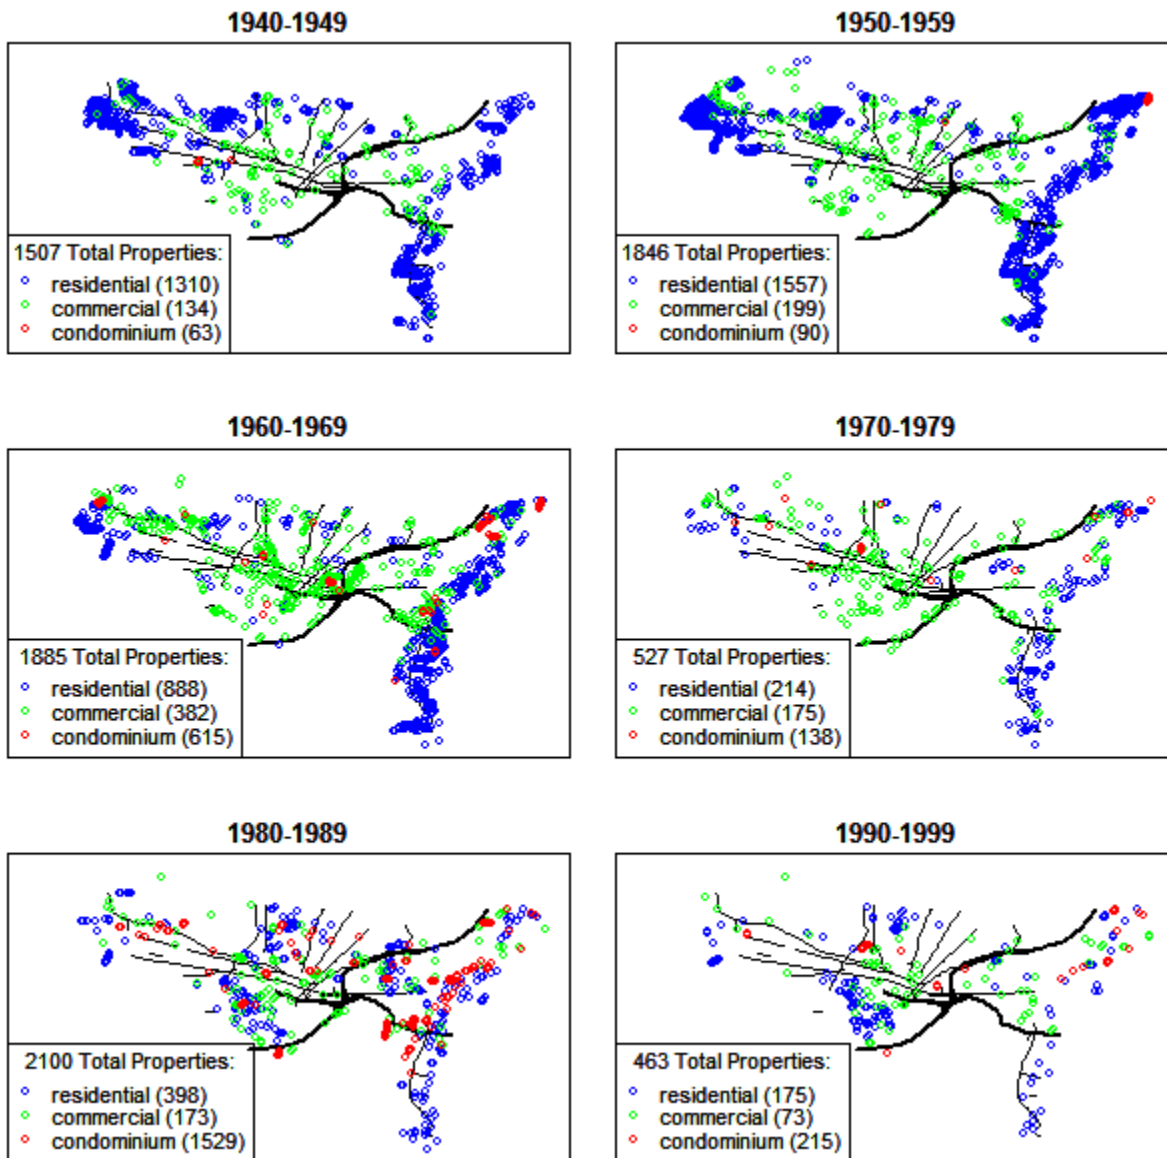 1940-1949
1507 Total Properties:
residential (1310)
commercial (134)
condominium (63)
1950-1959
1846 Total Properties:
residential (1557)
commercial (199)
condominium (90)
1960-1969
1885 Total Properties:
residential (888)
commercial (382)
condominium (615)
1970-1979
527 Total Properties:
residential (214)
commercial (175)
condominium (138)
1980-1989
2100 Total Properties:
residential (398)
commercial (173)
condominium (1529)
1990-1999
463 Total Properties:
residential (175)
commercial (73)
condominium (215)